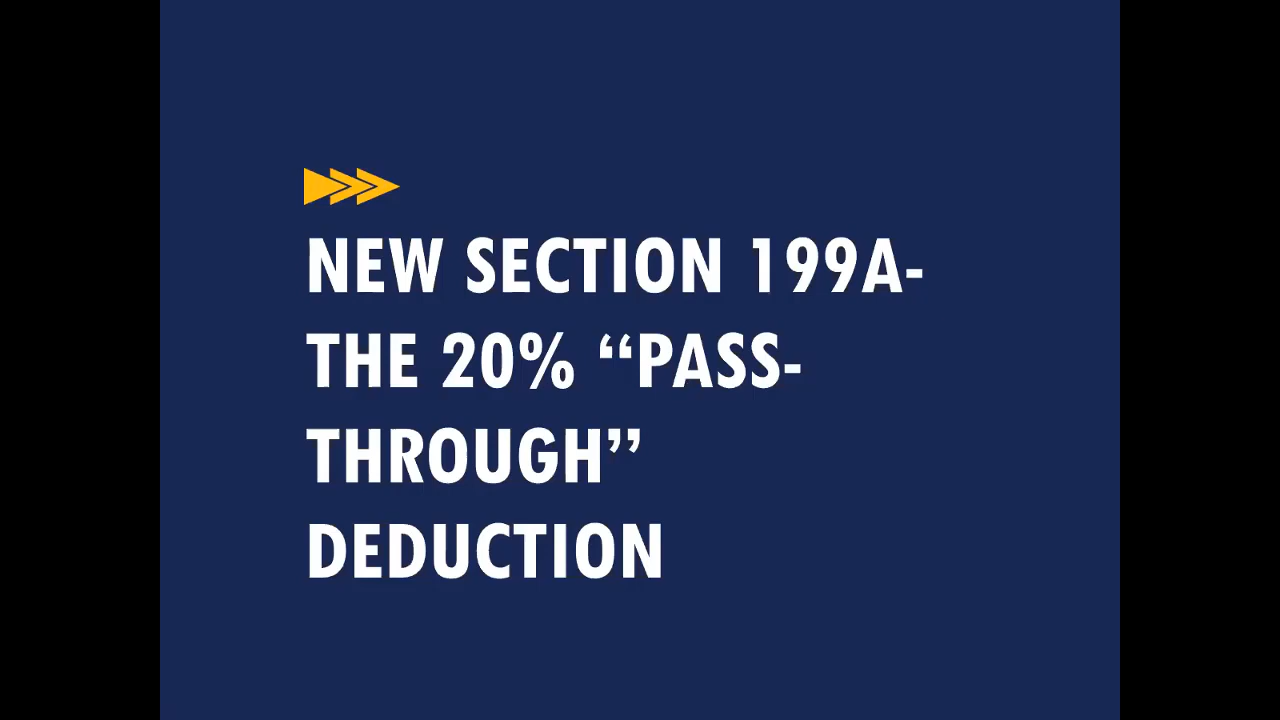 NEW SECTION 199A-
THE 20% “PASS-
THROUGH”
DEDUCTION